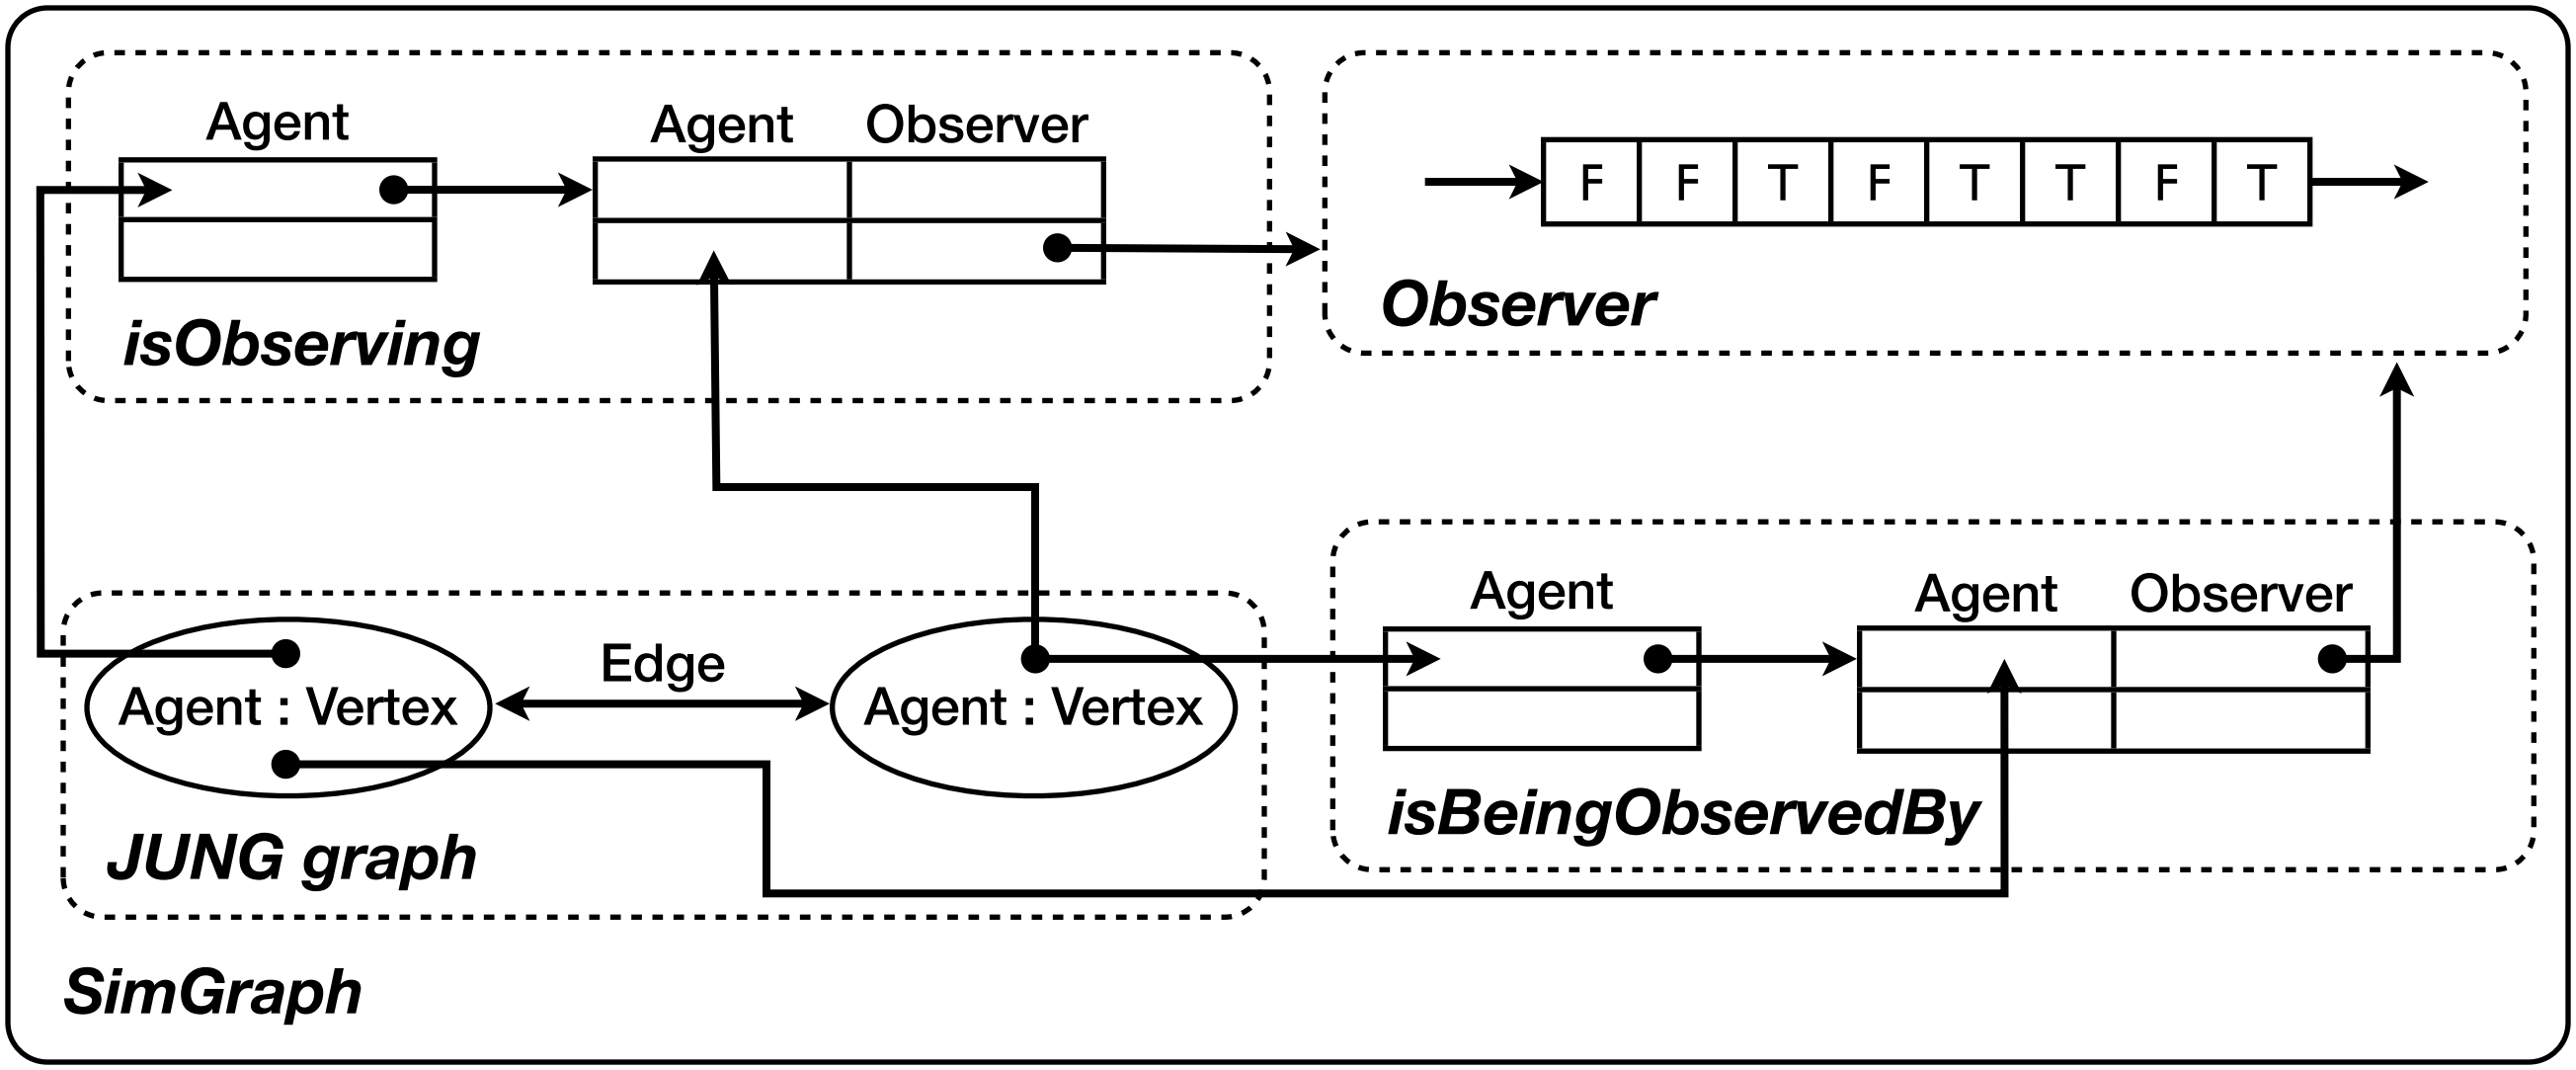 Agent
Agent Observer
isObserving
F F T F T T F T
Observer
Edge
Agent : Vertex
Agent : Vertex
JUNG graph
Agent
Agent Observer
isBeingObservedBy
SimGraph